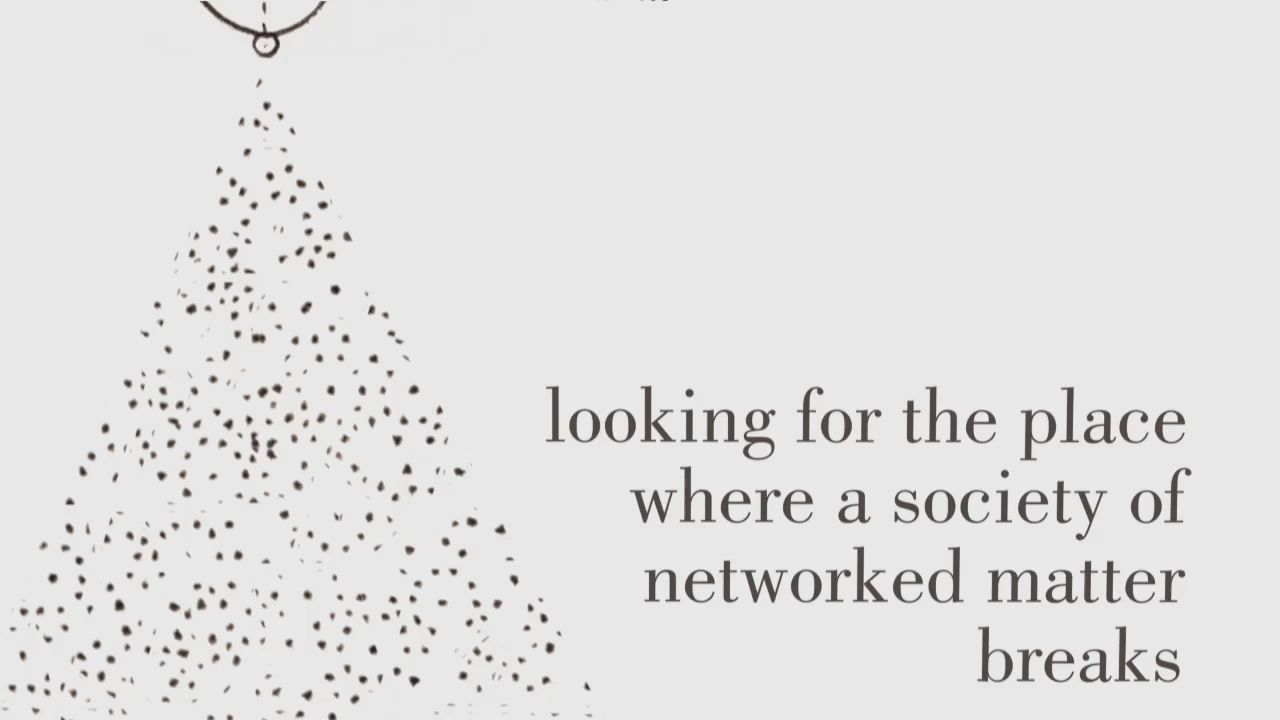 looking for the place
where a society of
networked matter
breaks